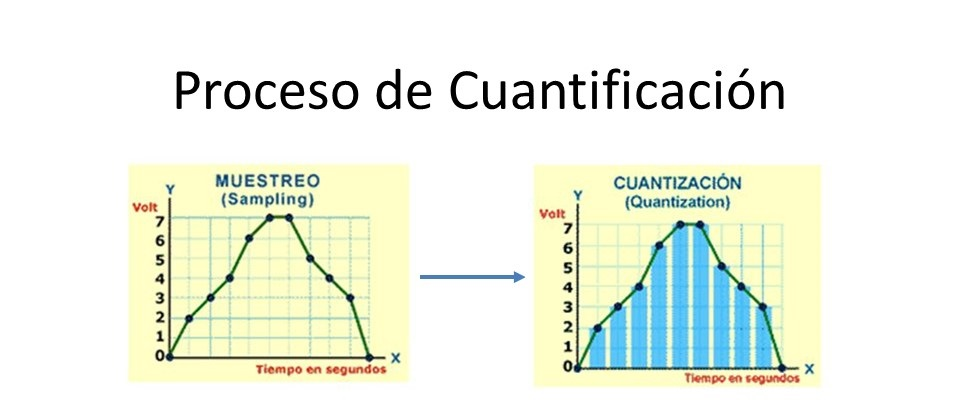 Proceso de Cuantificación
MUESTREO
(Sampling)
Y
Volt
7
6
5
4
3
2
1
0
X
Tiempo en segundos
CUANTIZACIÓN
(Quantization)
Y
Volt
7
6
5
4
3
2
1
0
X
Tiempo en segundos